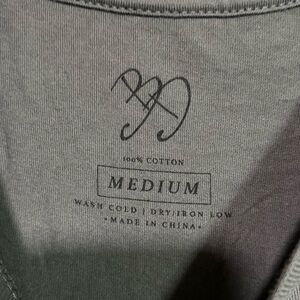 100% COTTON
MEDIUM
WASH COLD | DRY/IRON LOW
•MADE IN CHINA•